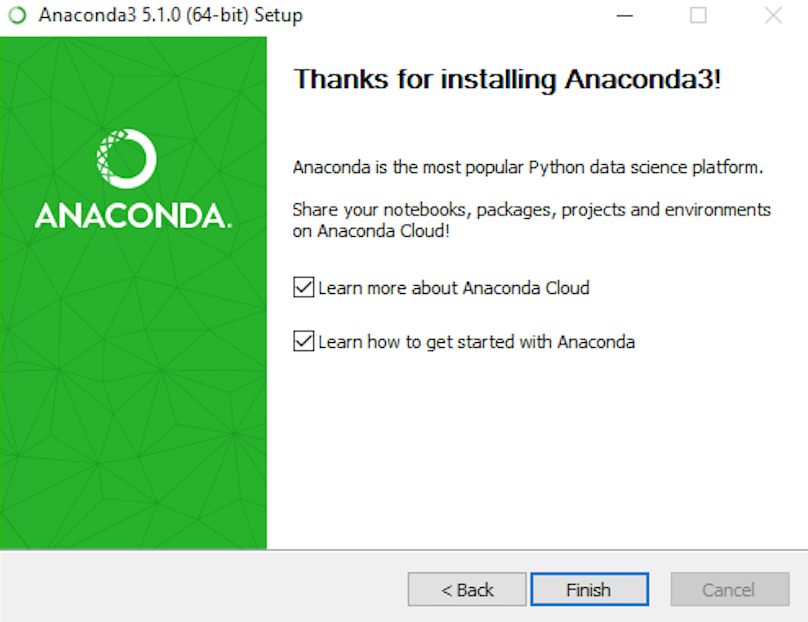 Anaconda3 5.1.0 (64-bit) Setup
ANACONDA.
Thanks for installing Anaconda3!
Anaconda is the most popular Python data science platform.
Share your notebooks, packages, projects and environments
on Anaconda Cloud!
Learn more about Anaconda Cloud
Learn how to get started with Anaconda
< Back
Finish
Cancel